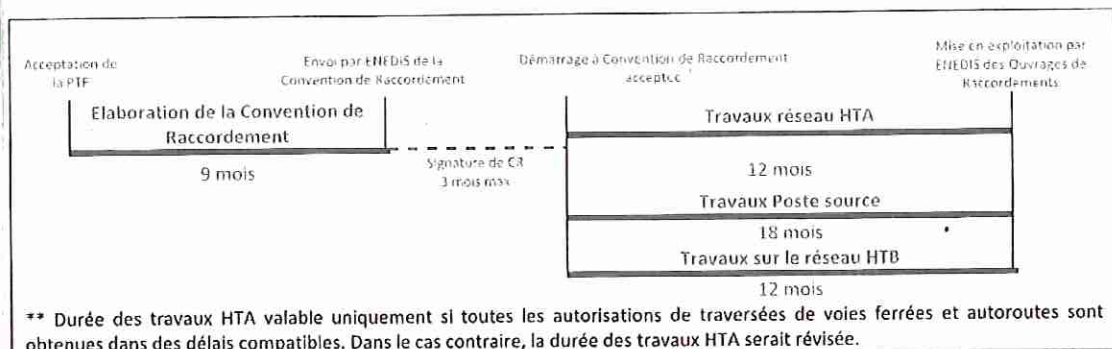 Acceptation de
la PTF
Envoi par ENEDIS de la
Convention de Raccordement
Démarrage à Convention de Raccordement
acceptée
Mise en exploitation par
ENEDIS des Ouvrages de
Raccordements
Elaboration de la Convention de
Raccordement
9 mois
Signature de CR
3 mois max
Travaux réseau HTA
12 mois
Travaux Poste source
18 mois
Travaux sur le réseau HTB
12 mois
** Durée des travaux HTA valable uniquement si toutes les autorisations de traversées de voies ferrées et autoroutes sont
obtenues dans des délais compatibles. Dans le cas contraire, la durée des travaux HTA serait révisée.